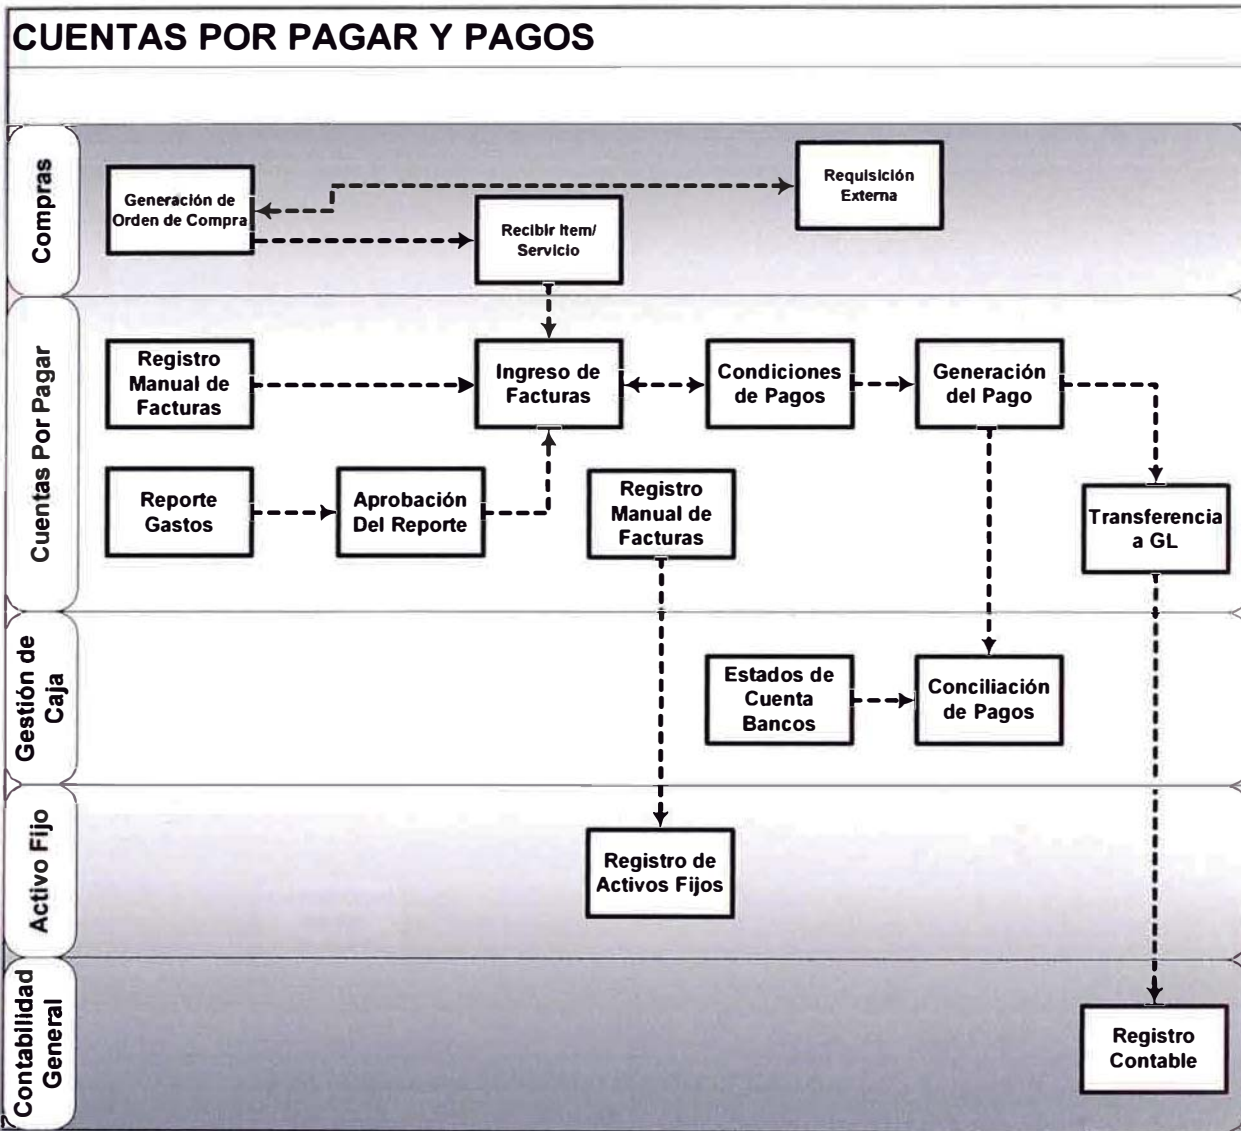 CUENTAS POR PAGAR Y PAGOS
Compras
Generación de
Orden de Compra
Recibir Item/
Servicio
Requisición
Externa
Cuentas Por Pagar
Registro
Manual de
Facturas
Ingreso de
Facturas
Condiciones
de Pagos
Generación
del Pago
Reporte
Gastos
Aprobación
Del Reporte
Registro
Manual de
Facturas
Transferencia
a GL
Gestión de
Caja
Estados de
Cuenta
Bancos
Conciliación
de Pagos
Activo Fijo
Registro de
Activos Fijos
Contabilidad
General
Registro
Contable